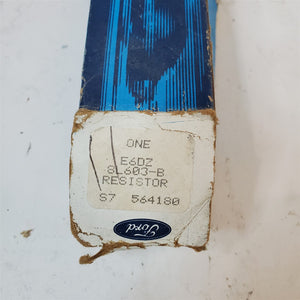 ONE
E6DZ
8L603-B
RESISTOR
S7 564180
Ford